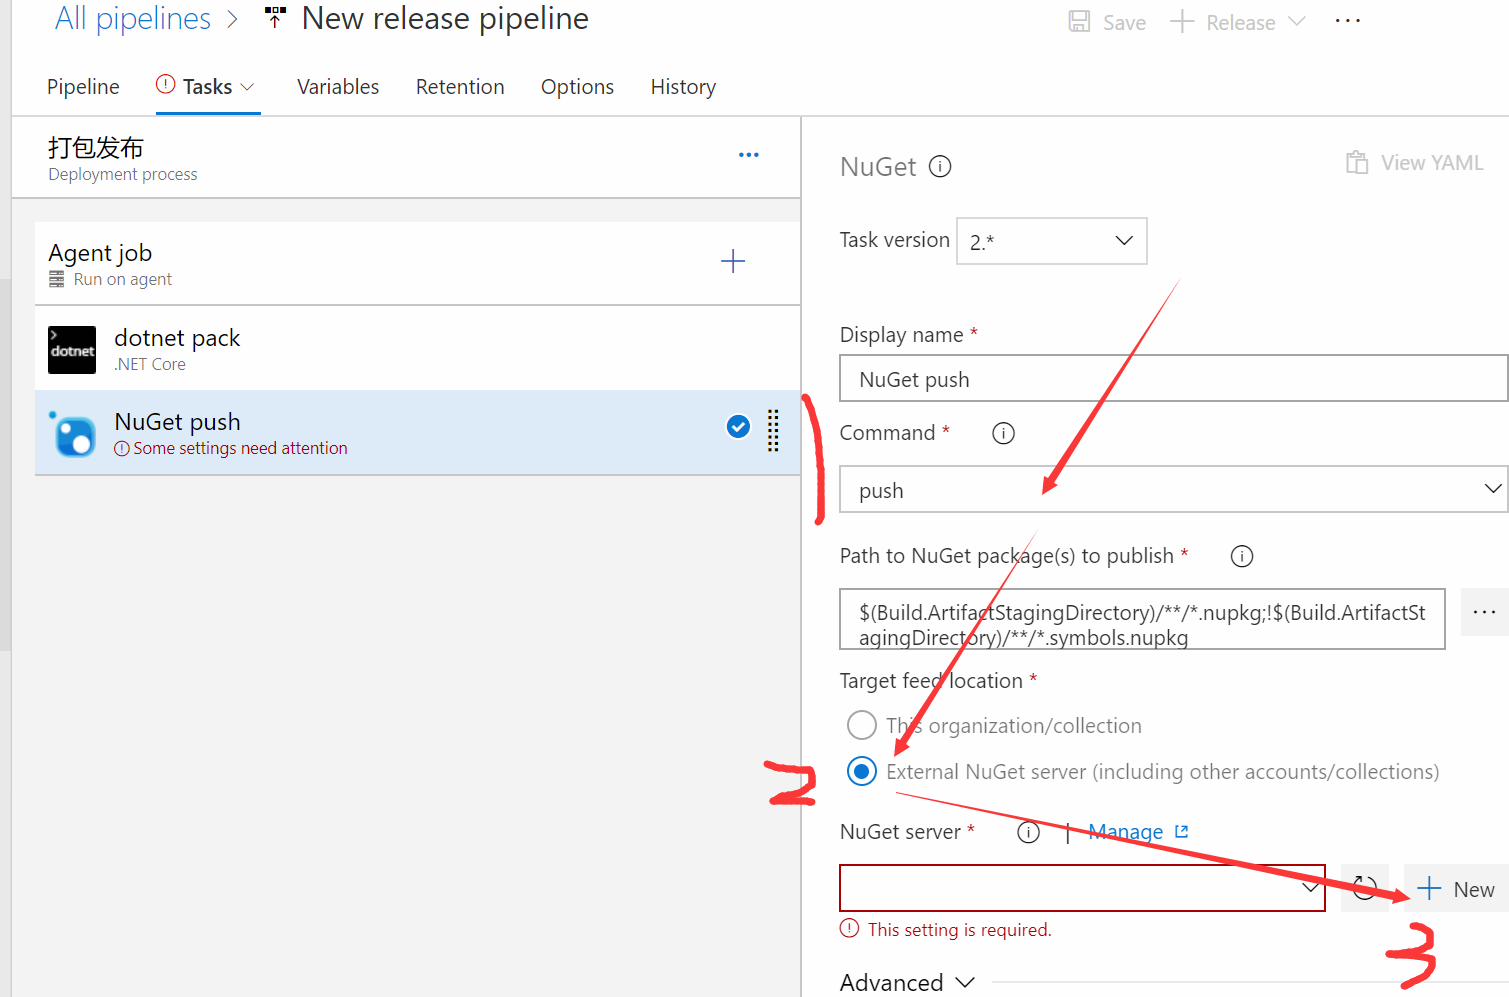 All pipelines > New release pipeline
Save + Release ...
Pipeline Tasks Variables Retention Options History
打包发布
Deployment process
...
Agent job
Run on agent
dotnet
dotnet pack
.NET Core
NuGet push
Some settings need attention
NuGet
View YAML
Task version 2.*
Display name *
NuGet push
Command *
1
push
Path to NuGet package(s) to publish *
$(Build.ArtifactStagingDirectory)/**/*.nupkg;!$(Build.ArtifactSt
agingDirectory)/**/*.symbols.nupkg
...
Target feed location *
This organization/collection
2
External NuGet server (including other accounts/collections)
NuGet server * | Manage
+ New
This setting is required.
3
Advanced